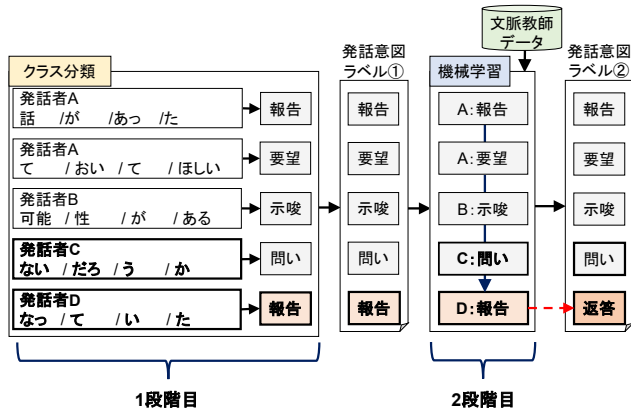 文脈教師
データ
クラス分類
発話意図
ラベル①
機械学習
発話意図
ラベル②
発話者A
話 /が /あっ /た
報告
報告
A:報告
報告
発話者A
て /おい /て /ほしい
要望
要望
A:要望
要望
発話者B
可能 /性 /が /ある
示唆
示唆
B:示唆
示唆
発話者C
ない /だろ /う /か
問い
問い
C:問い
問い
発話者D
なっ /て /い /た
報告
報告
D:報告
返答
1段階目
2段階目